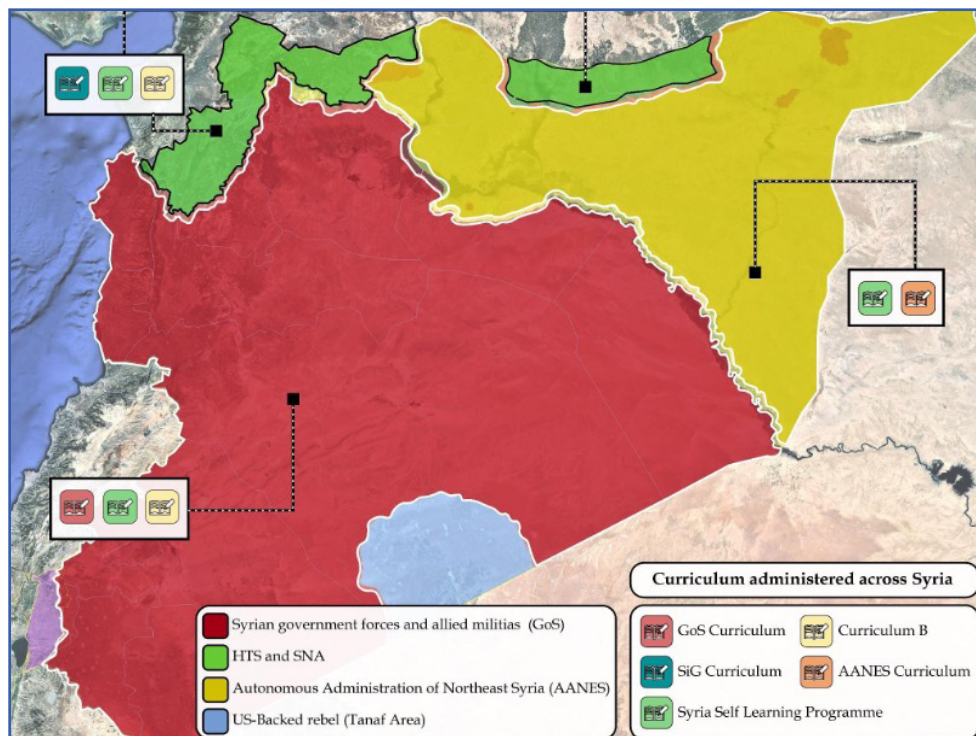 Syrian government forces and allied militias (GoS)
HTS and SNA
Autonomous Administration of Northeast Syria (AANES)
US-Backed rebel (Tanaf Area)
Curriculum administered across Syria
GoS Curriculum
Curriculum B
SiG Curriculum
AANES Curriculum
Syria Self Learning Programme